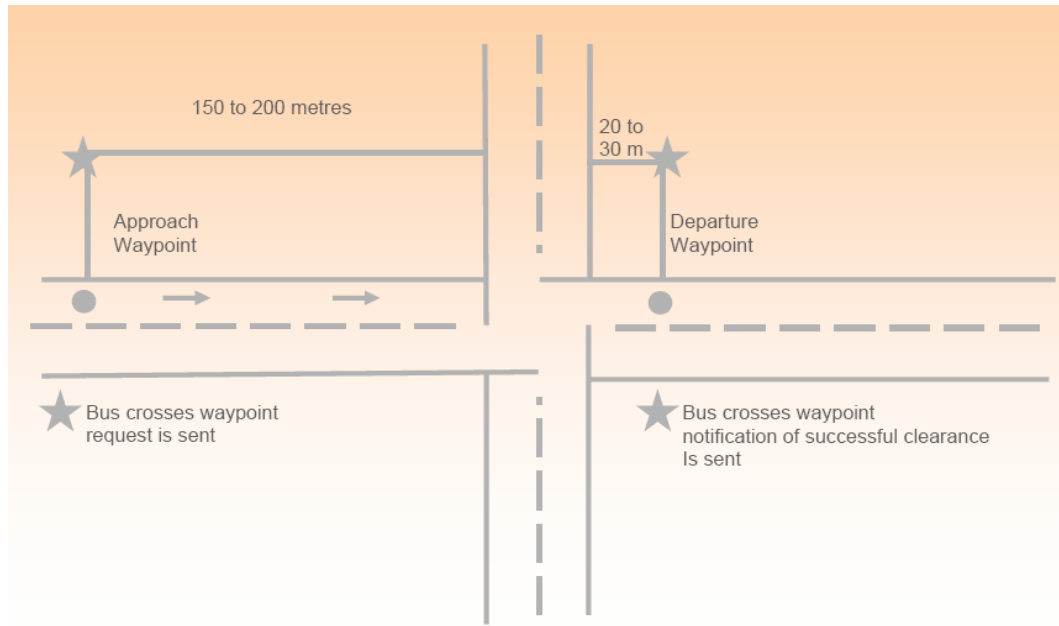 150 to 200 metres
20 to
30 m
Approach
Waypoint
Departure
Waypoint
Bus crosses waypoint
request is sent
Bus crosses waypoint
notification of successful clearance
Is sent